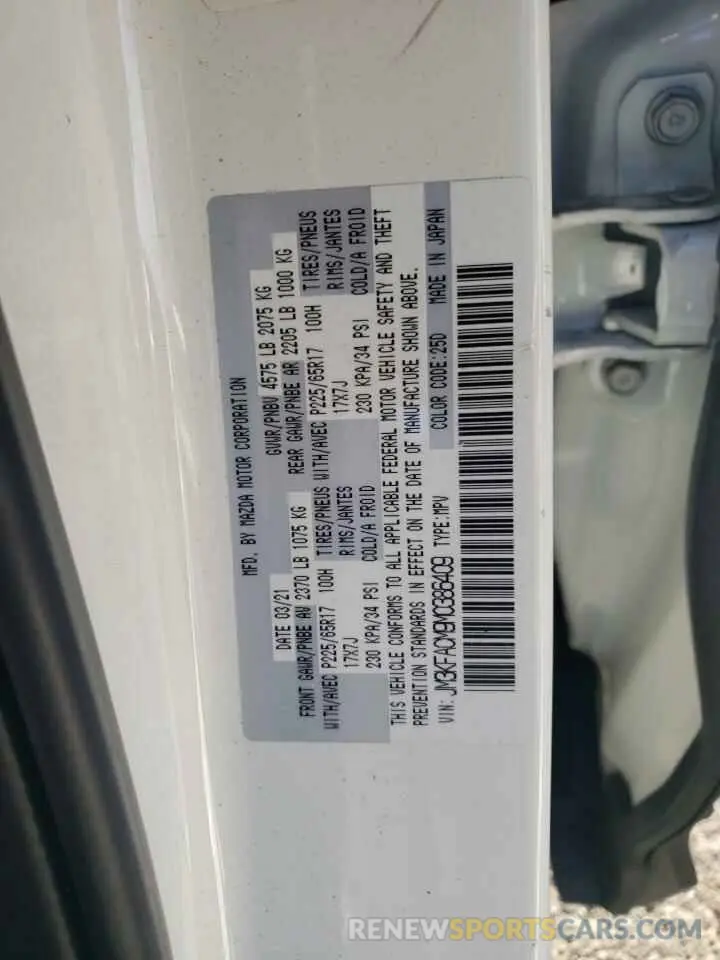 MFD. BY MAZDA MOTOR CORPORATION
DATE 03/21 GVWR/PNBV 4575 LB 2075 KG
FRONT GAWR/PNBE AV 2370 LB 1075 KG REAR GAWR/PNBE AR 2205 LB 1000 KG
WITH/AVEC P225/65R17 100H TIRES/PNEUS WITH/AVEC P225/65R17 100H TIRES/PNEUS
17X7J RIMS/JANTES 17X7J RIMS/JANTES
230 KPA/34 PSI COLD/A FROID 230 KPA/34 PSI COLD/A FROID
THIS VEHICLE CONFORMS TO ALL APPLICABLE FEDERAL MOTOR VEHICLE SAFETY AND THEFT
PREVENTION STANDARDS IN EFFECT ON THE DATE OF MANUFACTURE SHOWN ABOVE.
VIN: JM3KFACM9M0386409 TYPE:MPV COLOR CODE:25D MADE IN JAPAN
RENEWSPORTSCARS.COM